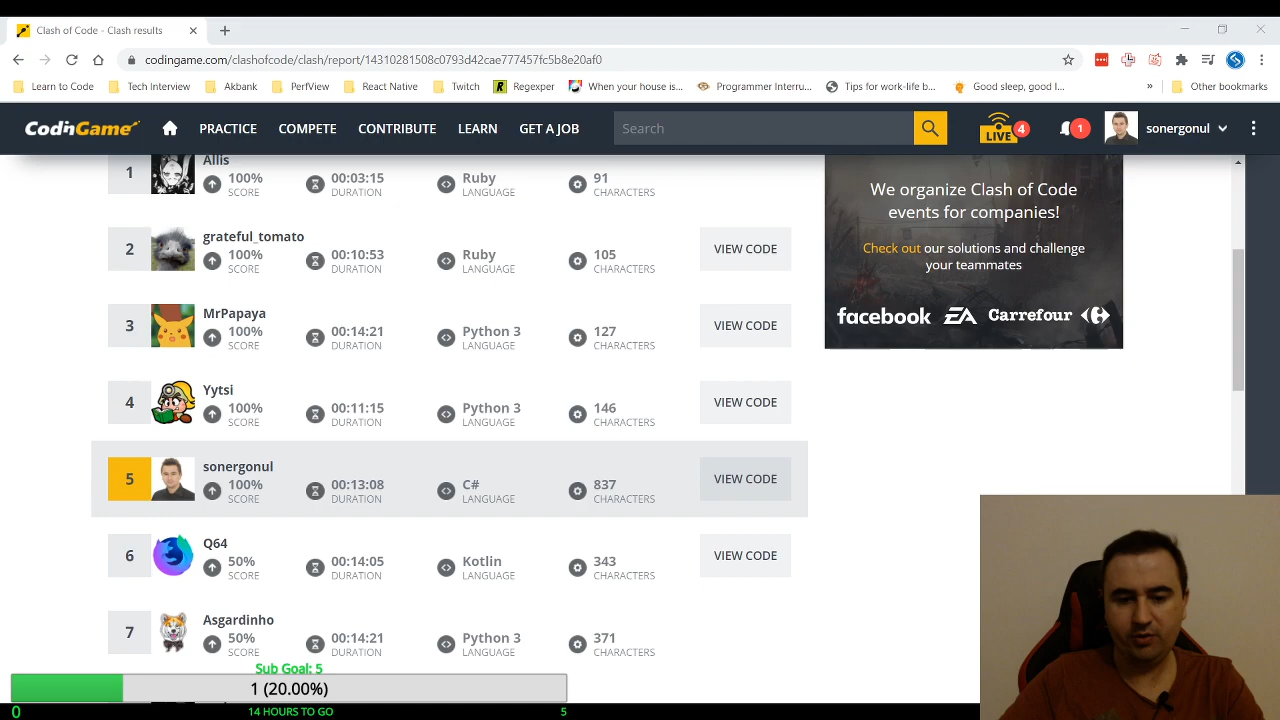 Clash of Code - Clash results
codingame.com/clashofcode/clash/report/14310981509c0793d42cae777457fc5b8e20af0
Learn to Code
Tech Interview
Akbank
PerfView
React Native
Twitch
Regexper
When your house is...
Programmer Interru...
Tips for work-life b...
Good sleep, good l...
»
Other bookmarks
CODINGAME
PRACTICE
COMPETE
CONTRIBUTE
LEARN
GET A JOB
Search
LIVE
4
1
sonergonul
1
Allis
100%
SCORE
00:03:15
DURATION
Ruby
LANGUAGE
91
CHARACTERS
2
grateful_tomato
100%
SCORE
00:10:53
DURATION
Ruby
LANGUAGE
105
CHARACTERS
VIEW CODE
3
MrPapaya
100%
SCORE
00:14:21
DURATION
Python 3
LANGUAGE
127
CHARACTERS
VIEW CODE
4
Yytsi
100%
SCORE
00:11:15
DURATION
Python 3
LANGUAGE
146
CHARACTERS
VIEW CODE
5
sonergonul
100%
SCORE
00:13:08
DURATION
C#
LANGUAGE
837
CHARACTERS
VIEW CODE
6
Q64
50%
SCORE
00:14:05
DURATION
Kotlin
LANGUAGE
343
CHARACTERS
VIEW CODE
7
Asgardinho
50%
SCORE
00:14:21
DURATION
Python 3
LANGUAGE
371
CHARACTERS
We organize Clash of Code
events for companies!
Check out our solutions and challenge
your teammates
facebook
EA
Carrefour
Sub Goal: 5
1 (20.00%)
0
14 HOURS TO GO
5